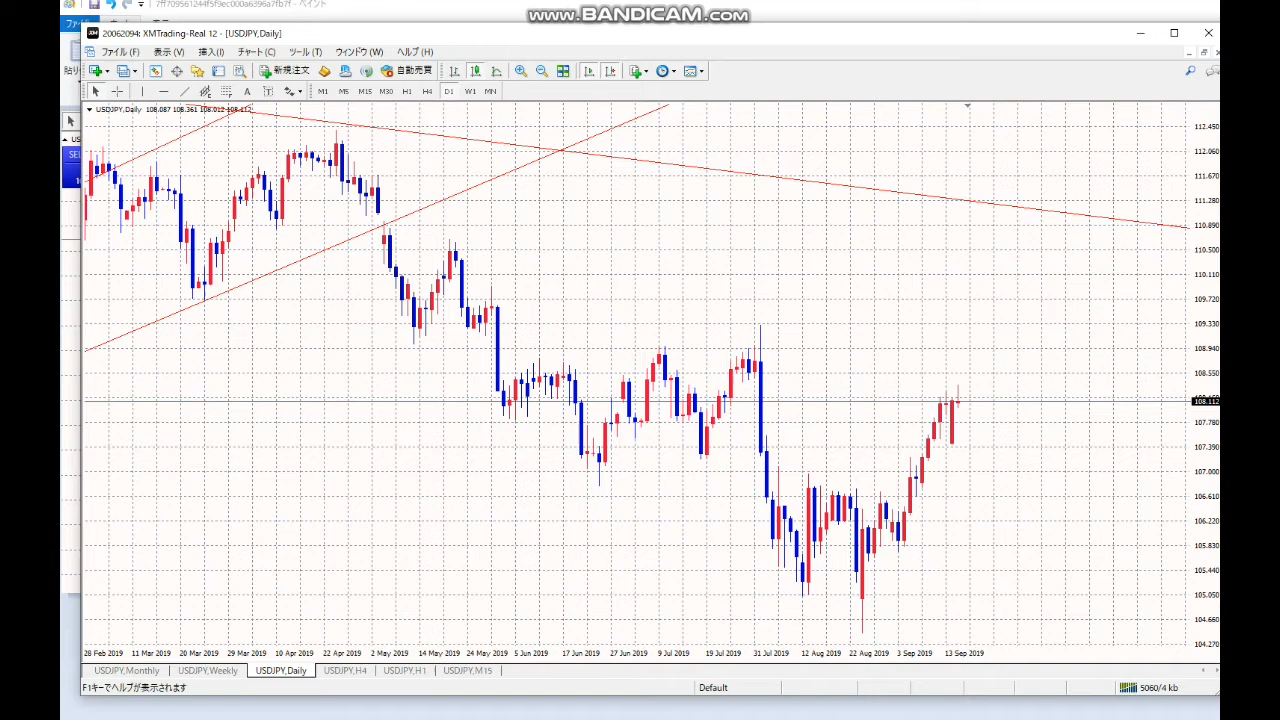 7ff709561244f5f9ec000a6396a7fb7f - ペイント
www.BANDICAM.com
20062094: XMTrading-Real 12 - [USDJPY,Daily]
ファイル (F) 表示 (V) 挿入(I) チャート (C) ツール (T) ウィンドウ (W) ヘルプ (H)
新規注文 自動売買
M1 M5 M15 M30 H1 H4 D1 W1 MN
USDJPY,Daily 108.087 108.361 108.012 108.112
112.450
112.060
111.670
111.280
110.890
110.500
110.110
109.720
109.330
108.940
108.550
108.112
107.780
107.390
107.000
106.610
106.220
105.830
105.440
105.050
104.660
104.270
28 Feb 2019 11 Mar 2019 20 Mar 2019 29 Mar 2019 10 Apr 2019 22 Apr 2019 2 May 2019 14 May 2019 24 May 2019 5 Jun 2019 17 Jun 2019 27 Jun 2019 9 Jul 2019 19 Jul 2019 31 Jul 2019 12 Aug 2019 22 Aug 2019 3 Sep 2019 13 Sep 2019
USDJPY,Monthly USDJPY,Weekly USDJPY,Daily USDJPY,H4 USDJPY,H1 USDJPY,M15
F1キーでヘルプが表示されます Default 5060/4 kb